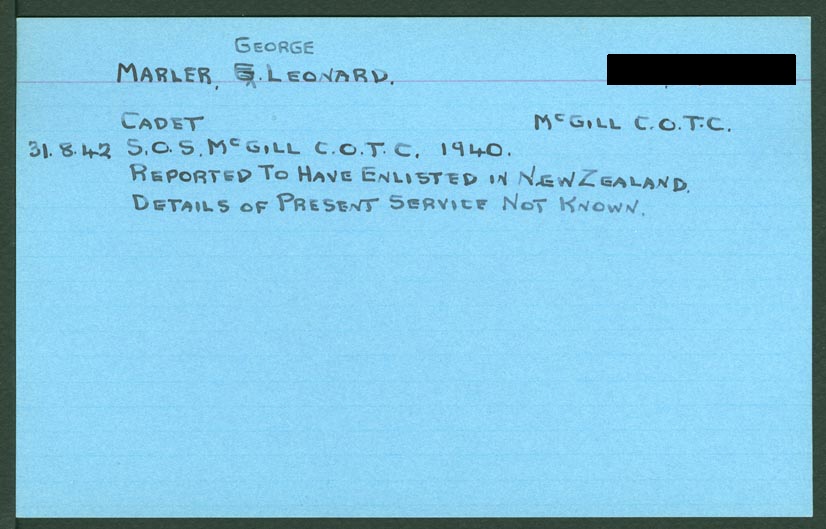 GEORGE
MARLER, G. LEONARD.
CADET McGILL C.O.T.C.
31.8.42 S.O.S. McGILL C.O.T.C. 1940.
REPORTED TO HAVE ENLISTED IN NEW ZEALAND.
DETAILS OF PRESENT SERVICE NOT KNOWN.